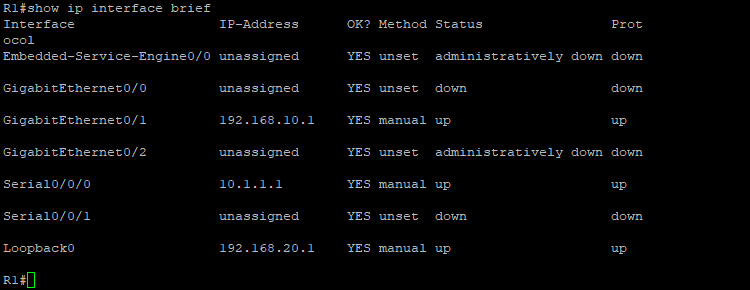 R1#show ip interface brief
Interface                  IP-Address      OK? Method Status                Prot
ocol
Embedded-Service-Engine0/0 unassigned      YES unset  administratively down down
GigabitEthernet0/0         unassigned      YES unset  down                  down
GigabitEthernet0/1         192.168.10.1    YES manual up                    up
GigabitEthernet0/2         unassigned      YES unset  administratively down down
Serial0/0/0                10.1.1.1        YES manual up                    up
Serial0/0/1                unassigned      YES unset  down                  down
Loopback0                  192.168.20.1    YES manual up                    up
R1#